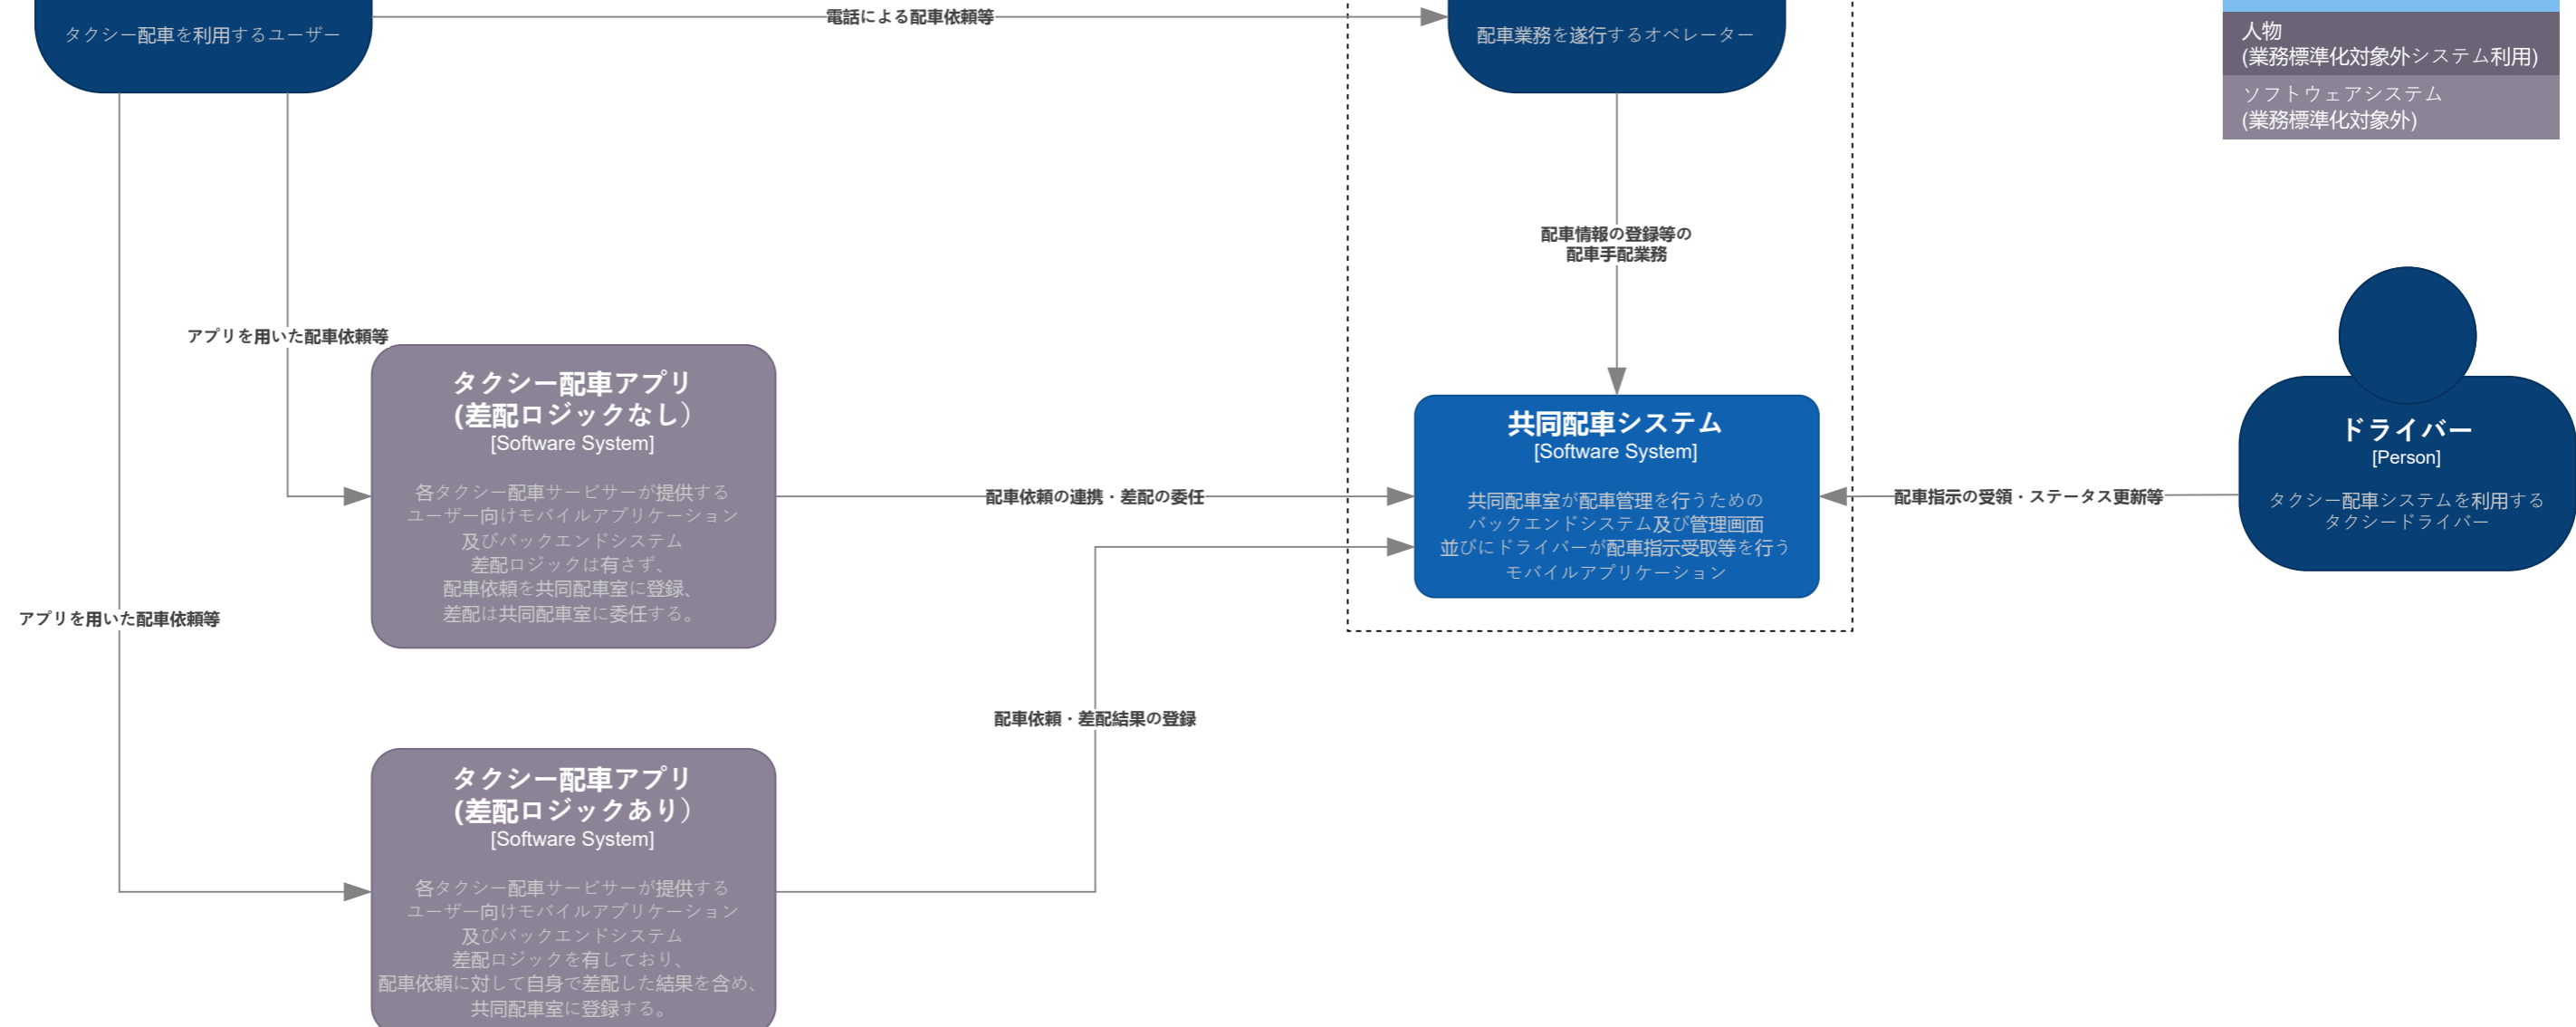 電話による配車依頼等
タクシー配車を利用するユーザー
配車業務を遂行するオペレーター
人物
(業務標準化対象外システム利用)
ソフトウェアシステム
(業務標準化対象外)
配車情報の登録等の
配車手配業務
アプリを用いた配車依頼等
タクシー配車アプリ
(差配ロジックなし）
[Software System]
各タクシー配車サービサーが提供する
ユーザー向けモバイルアプリケーション
及びバックエンドシステム
差配ロジックは有さず、
配車依頼を共同配車室に登録、
差配は共同配車室に委任する。
配車依頼の連携・差配の委任
共同配車システム
[Software System]
共同配車室が配車管理を行うための
バックエンドシステム及び管理画面
並びにドライバーが配車指示受取等を行う
モバイルアプリケーション
配車指示の受領・ステータス更新等
ドライバー
[Person]
タクシー配車システムを利用する
タクシードライバー
アプリを用いた配車依頼等
配車依頼・差配結果の登録
タクシー配車アプリ
(差配ロジックあり）
[Software System]
各タクシー配車サービサーが提供する
ユーザー向けモバイルアプリケーション
及びバックエンドシステム
差配ロジックを有しており、
配車依頼に対して自身で差配した結果を含め、
共同配車室に登録する。